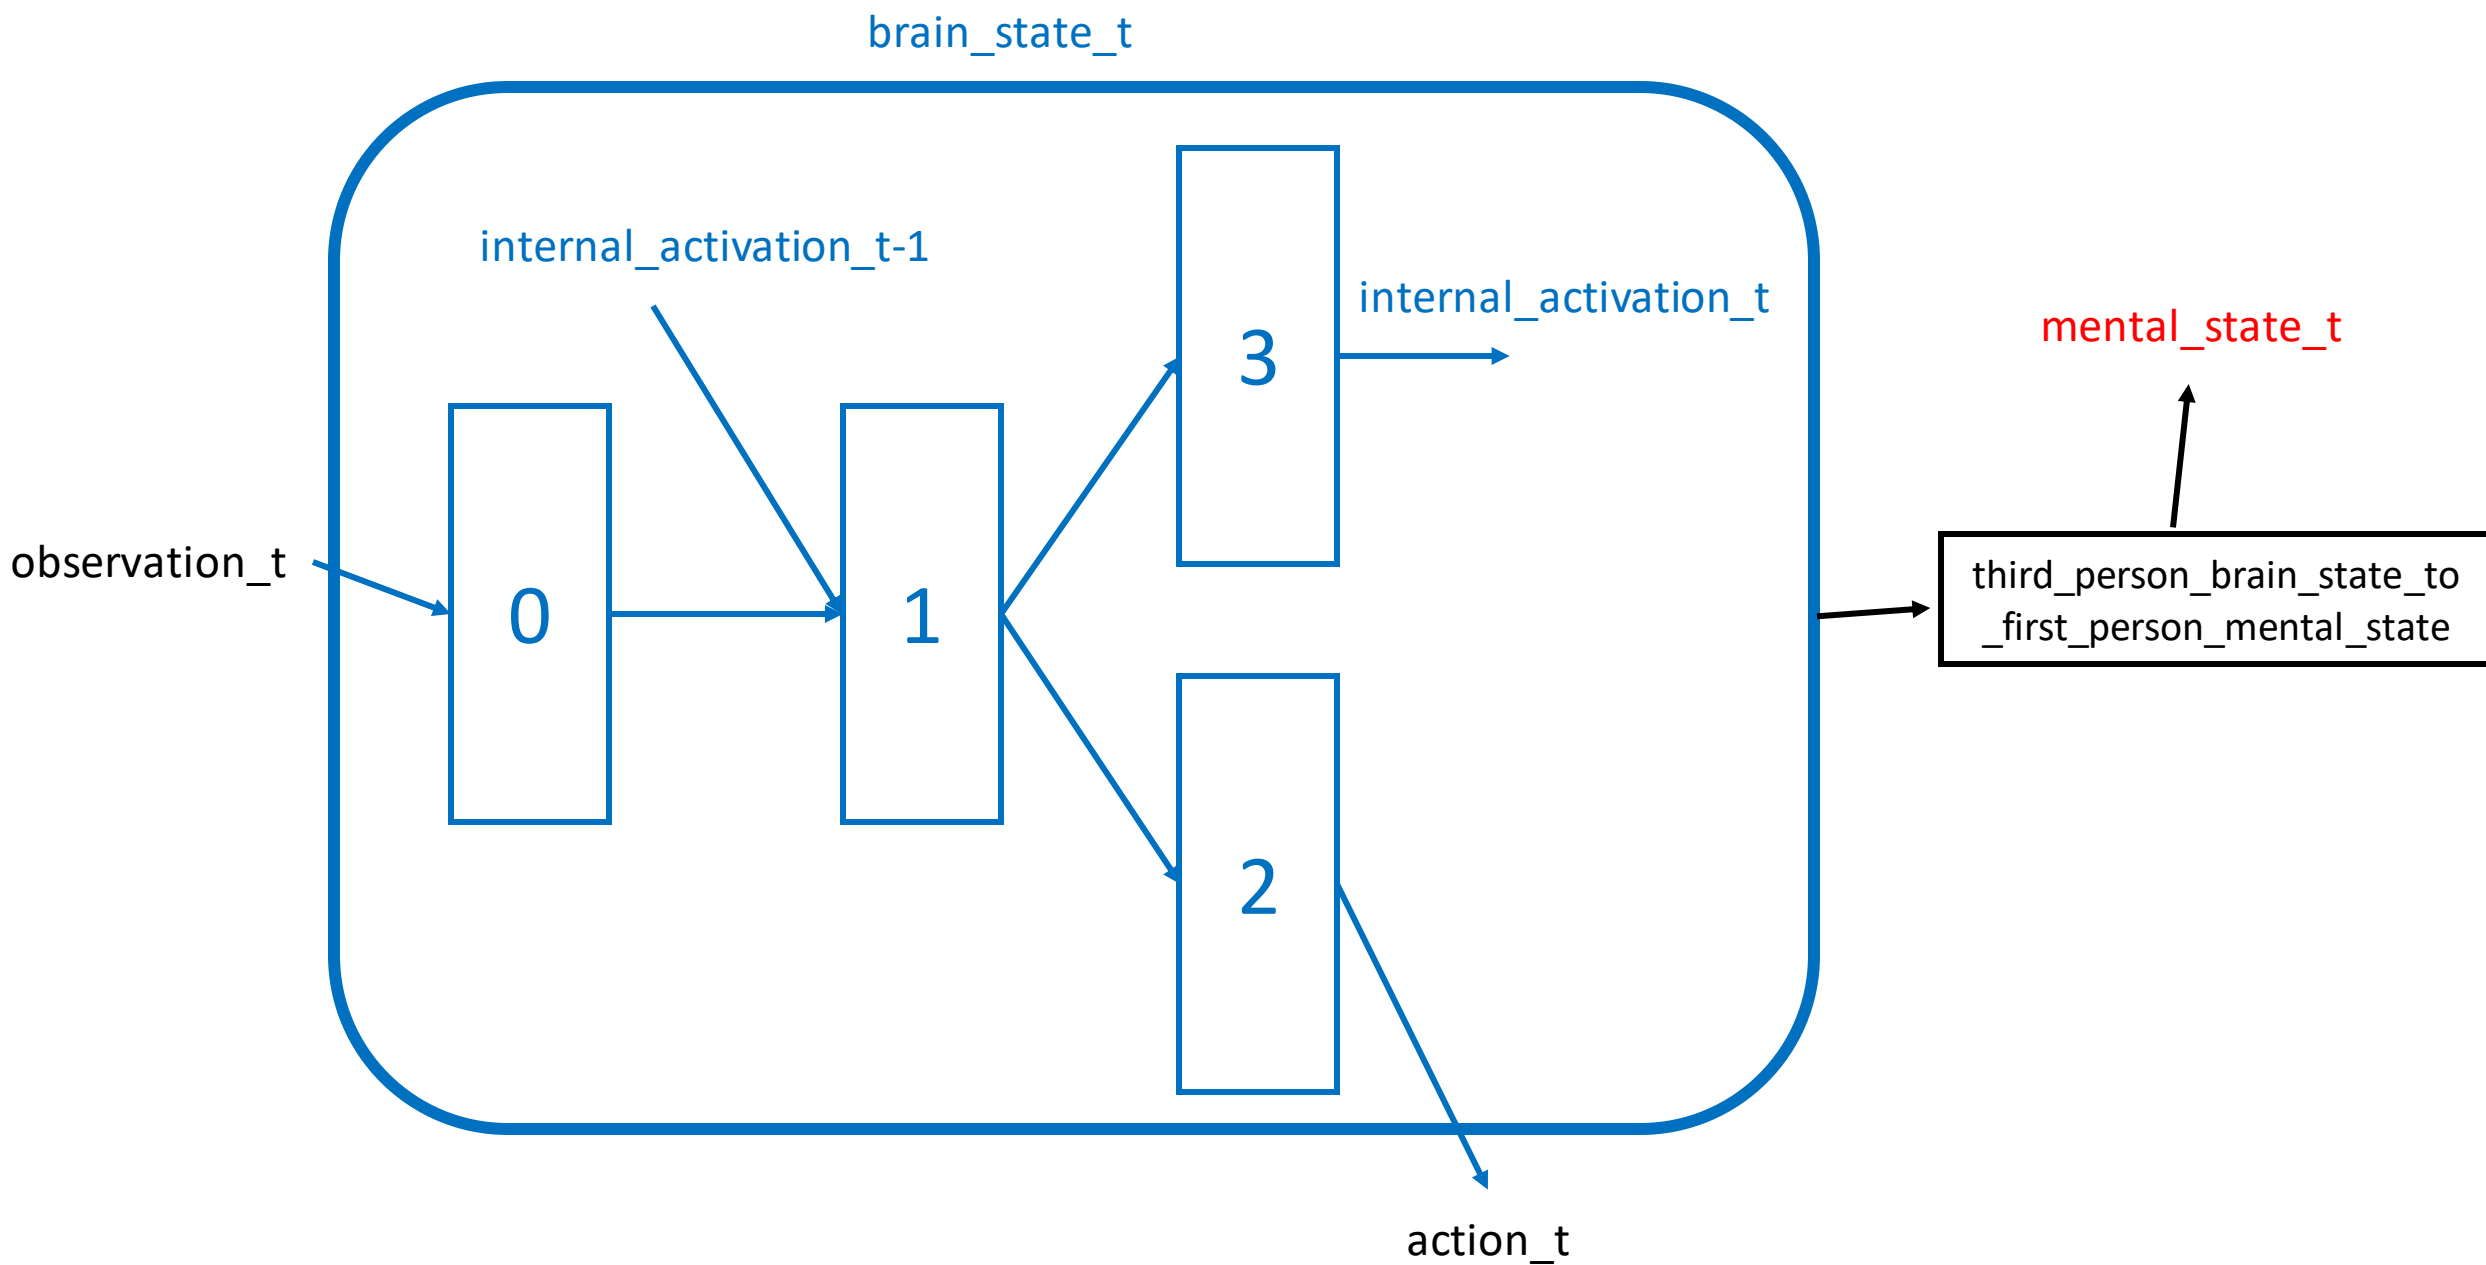 brain_state_t
internal_activation_t-1
internal_activation_t
mental_state_t
3
observation_t
0
1
third_person_brain_state_to
_first_person_mental_state
2
action_t